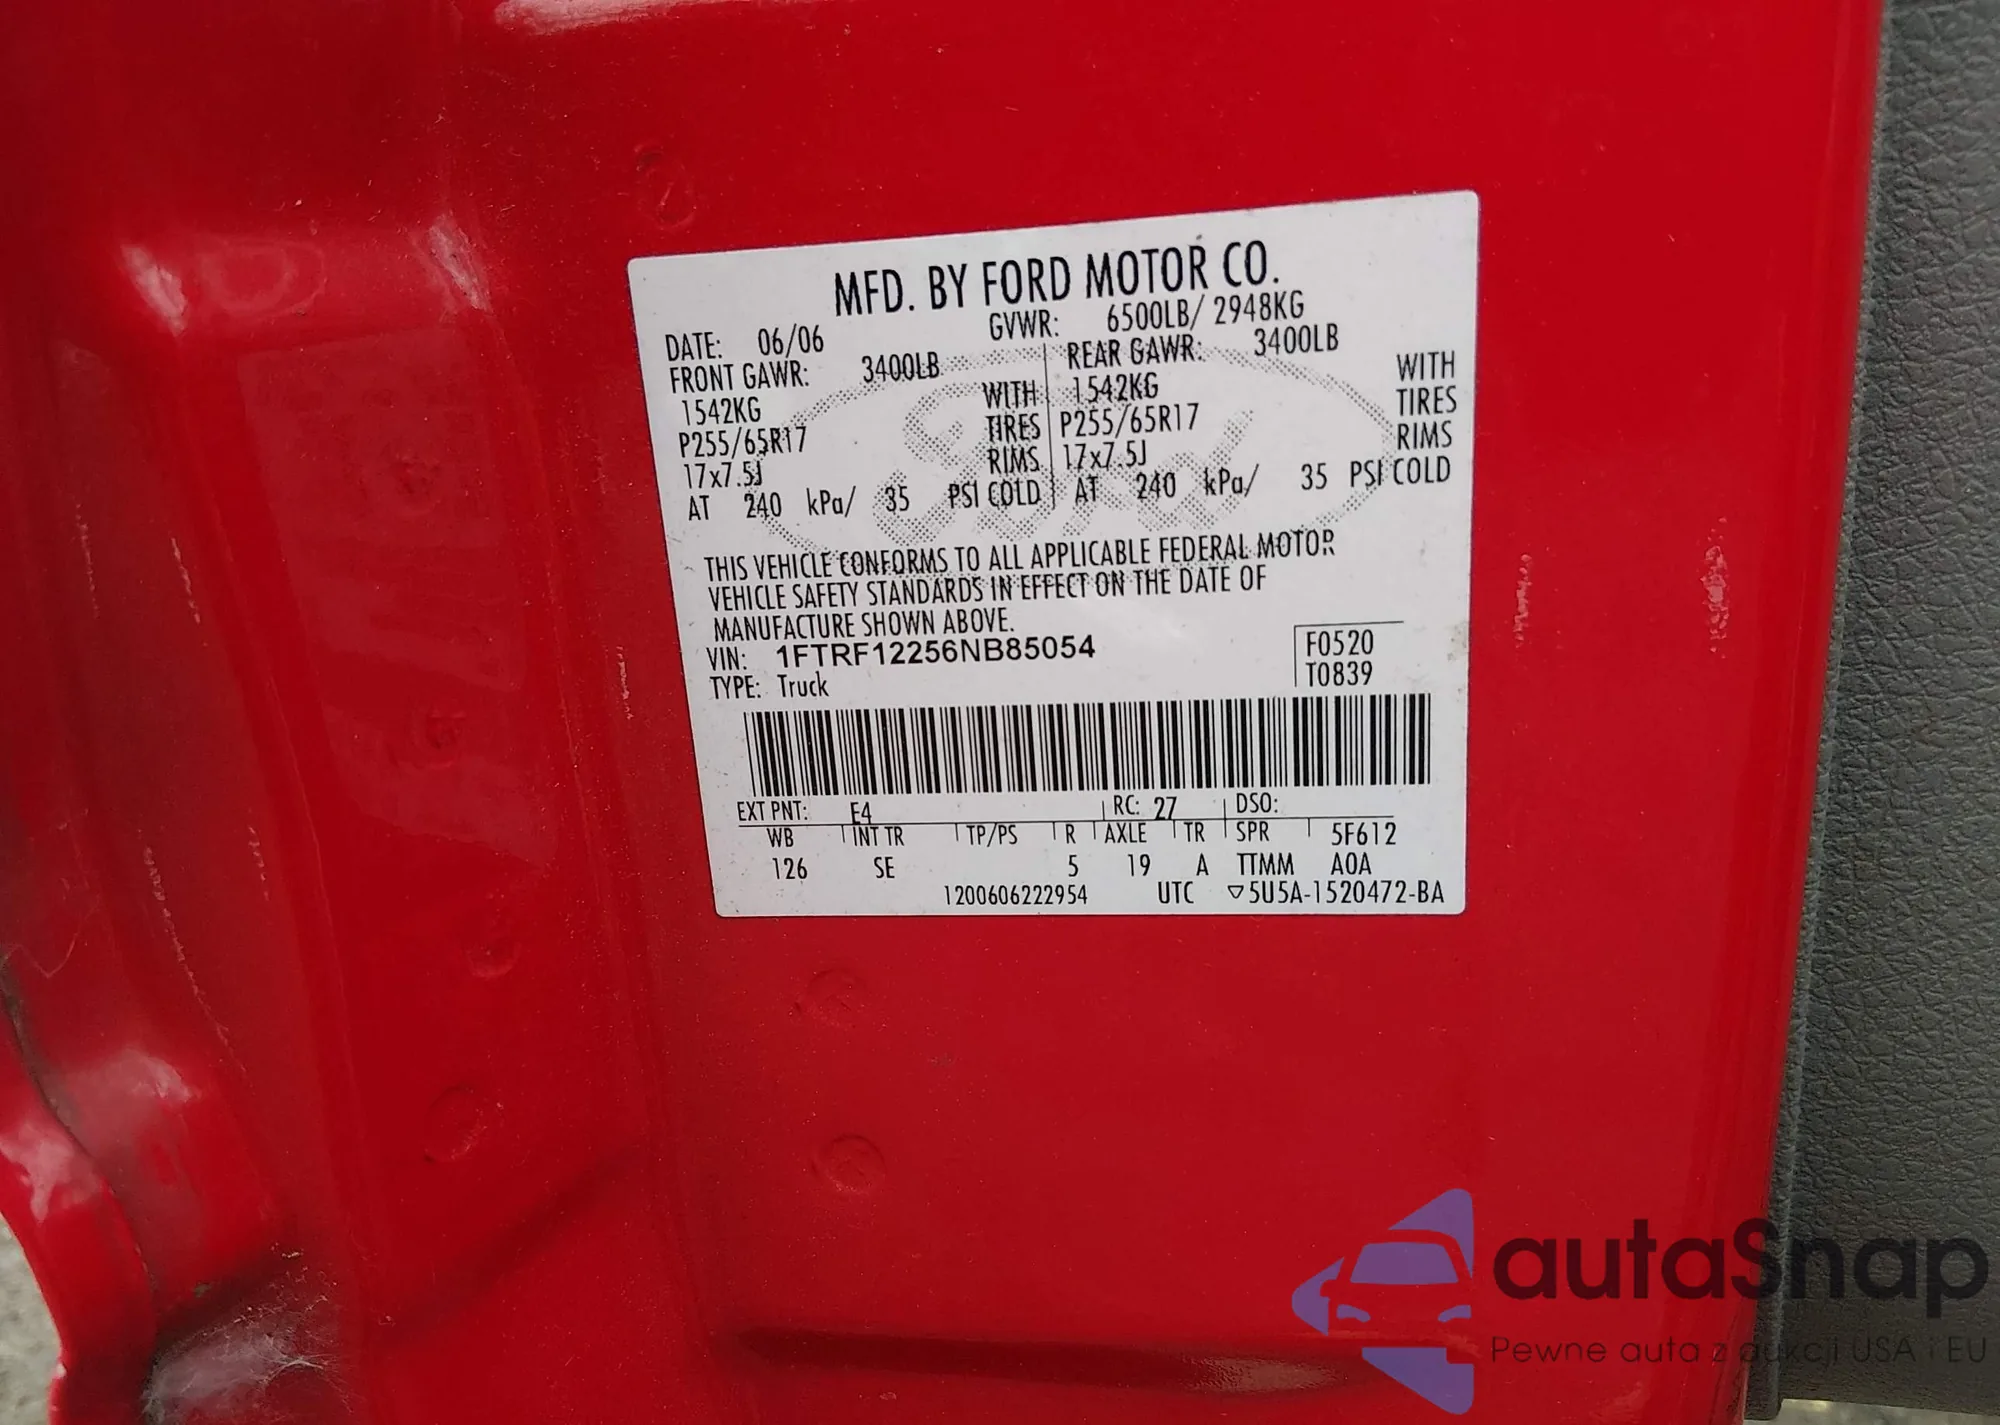 MFD. BY FORD MOTOR CO.
DATE: 06/06 GVWR: 6500LB/ 2948KG
FRONT GAWR: 3400LB REAR GAWR: 3400LB
1542KG WITH 1542KG WITH
P255/65R17 TIRES P255/65R17 TIRES
17x7.5J RIMS 17x7.5J RIMS
AT 240 kPa/ 35 PSI COLD AT 240 kPa/ 35 PSI COLD
Ford
THIS VEHICLE CONFORMS TO ALL APPLICABLE FEDERAL MOTOR
VEHICLE SAFETY STANDARDS IN EFFECT ON THE DATE OF
MANUFACTURE SHOWN ABOVE.
VIN: 1FTRF12256NB85054 F0520
TYPE: Truck T0839
EXT PNT: E4 RC: 27 DSO:
WB INT TR TP/PS R AXLE TR SPR 5F612
126 SE 5 19 A TTMM AOA
1200606222954 UTC ▽5U5A-1520472-BA
autaSnap
Pewne auta z aukcji USA i EU